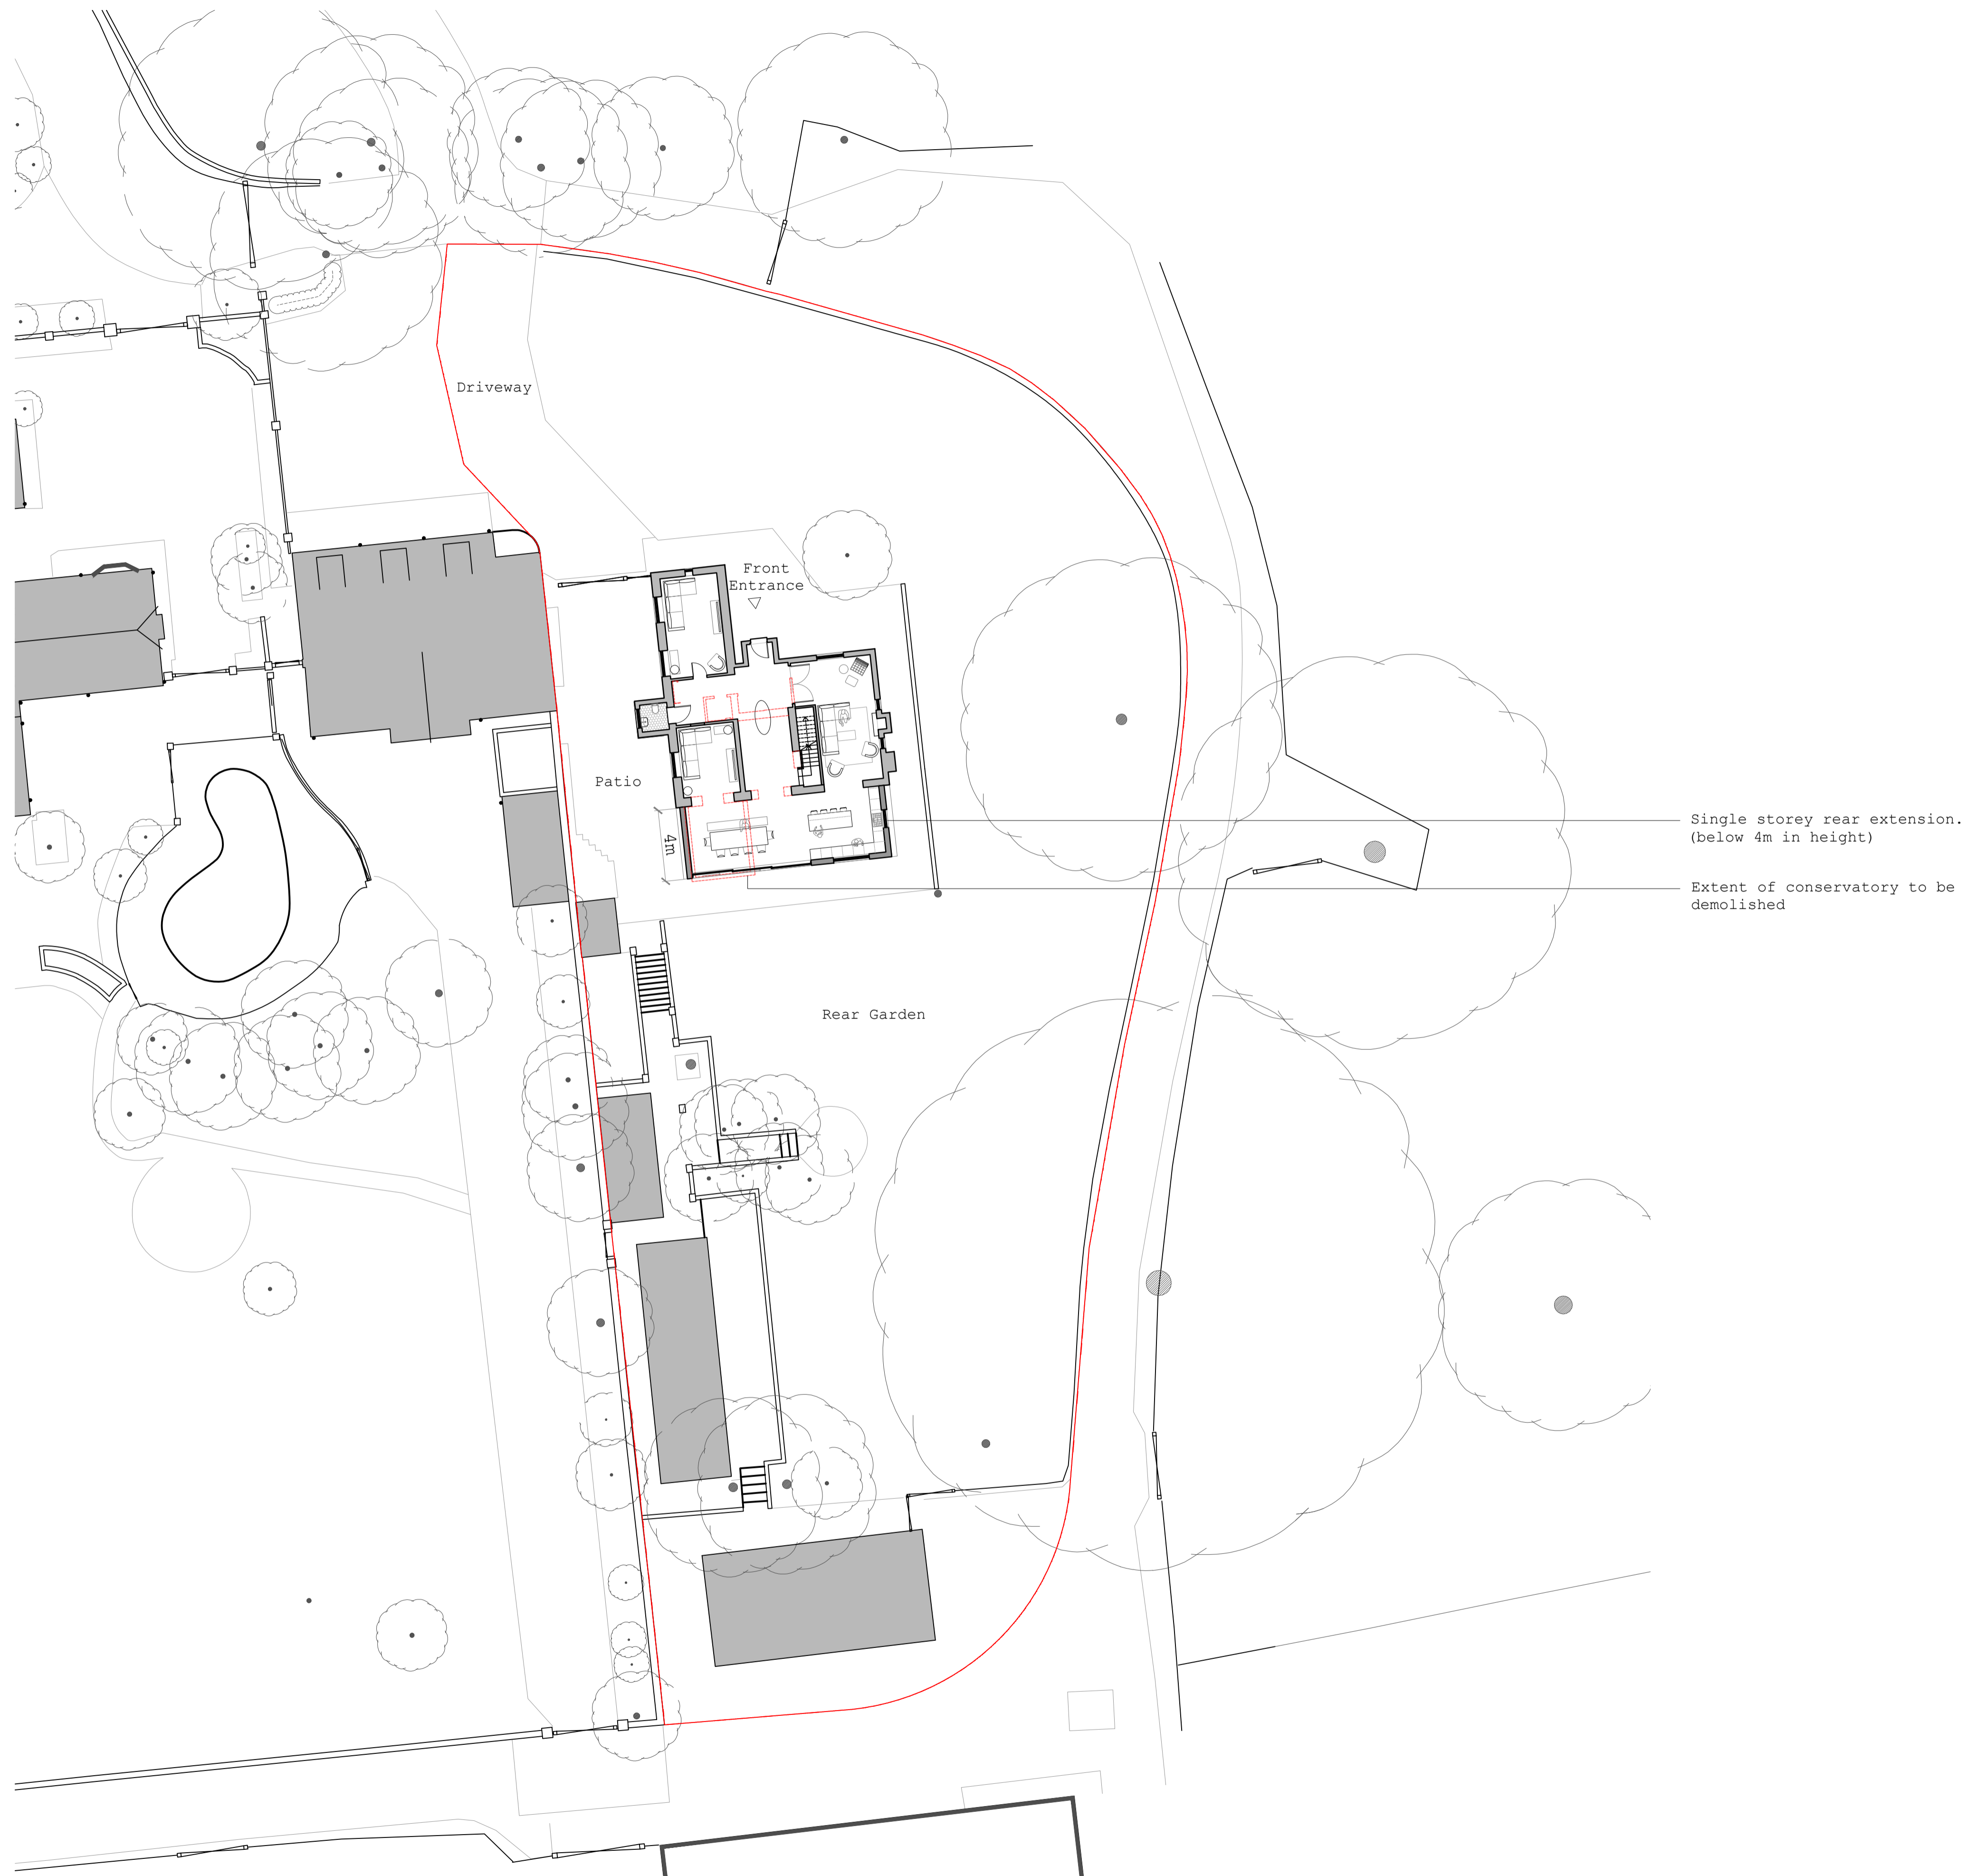 Driveway
Front
Entrance
Patio
4m
Single storey rear extension.
(below 4m in height)
Extent of conservatory to be
demolished
Rear Garden